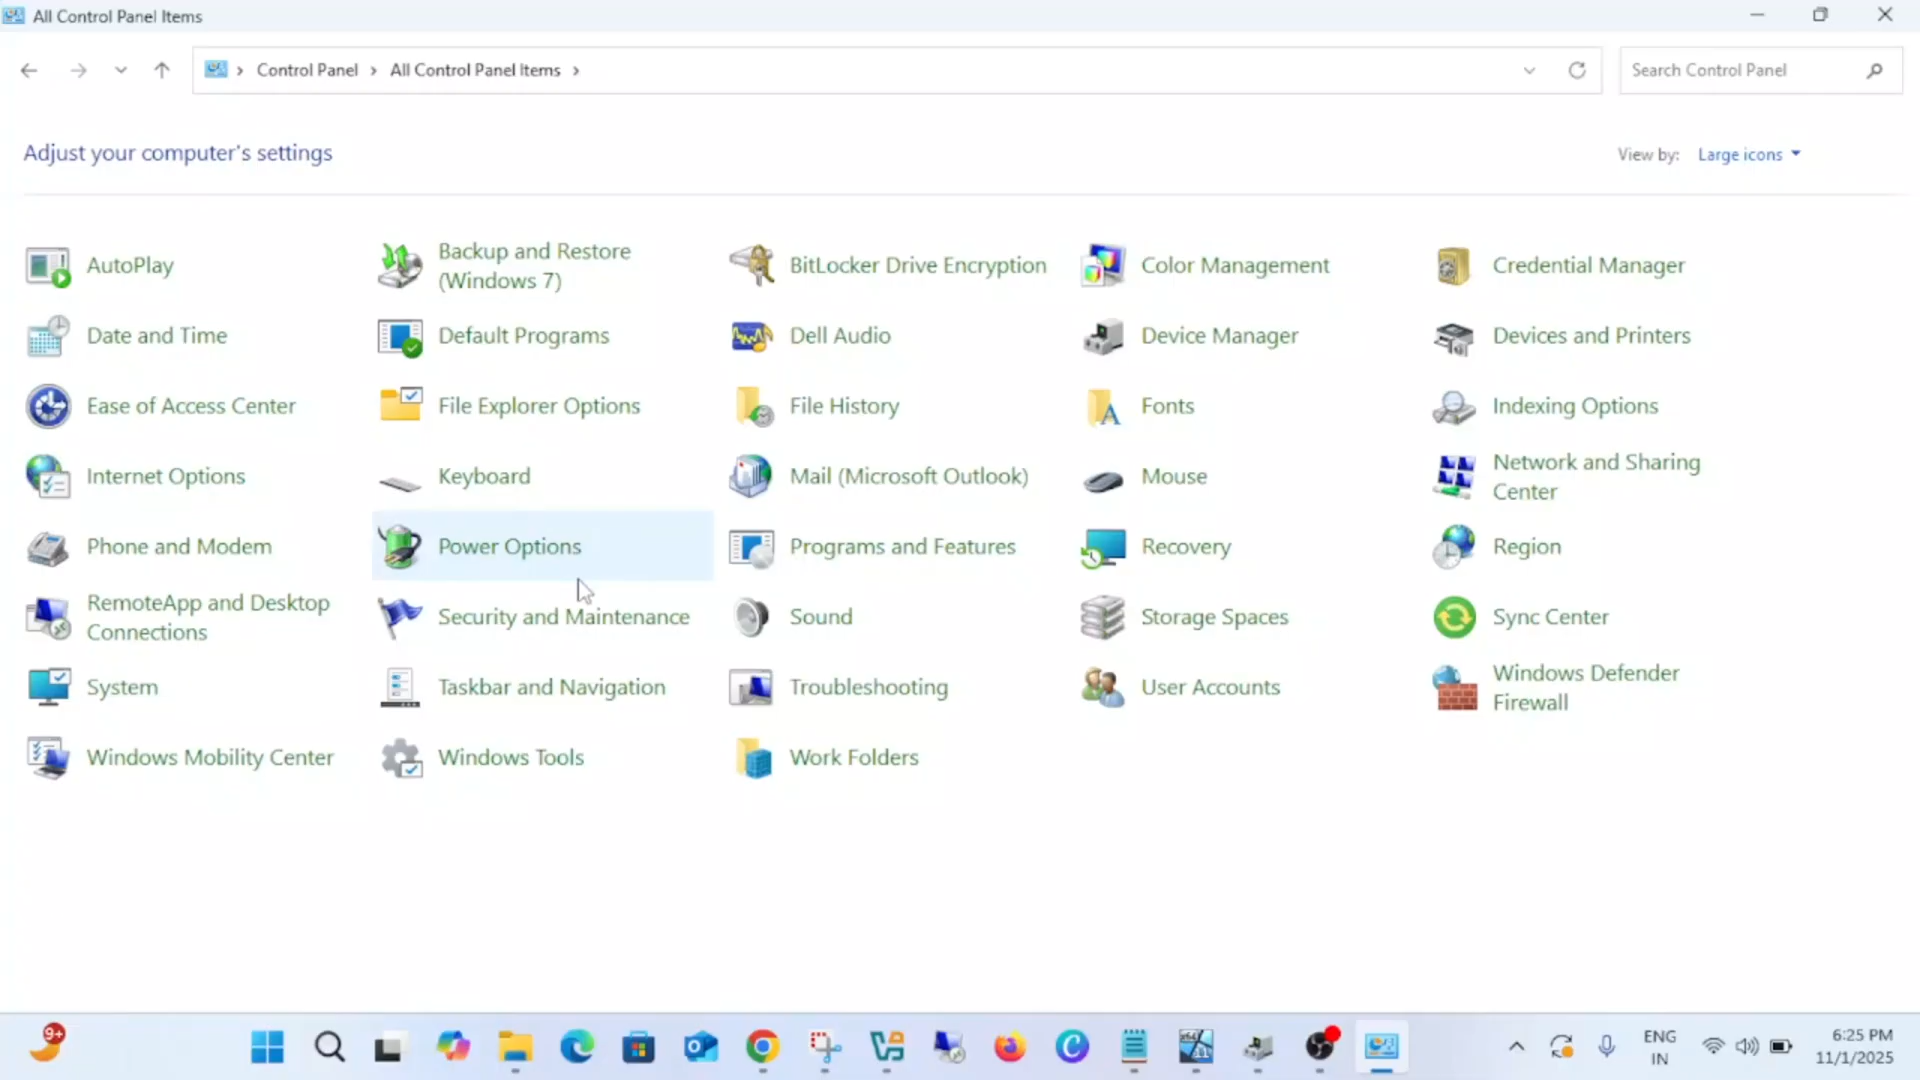 All Control Panel Items
Control Panel
All Control Panel Items
Search Control Panel
Adjust your computer's settings
View by: Large icons
AutoPlay
Backup and Restore
(Windows 7)
BitLocker Drive Encryption
Color Management
Credential Manager
Date and Time
Default Programs
Dell Audio
Device Manager
Devices and Printers
Ease of Access Center
File Explorer Options
File History
Fonts
Indexing Options
Internet Options
Keyboard
Mail (Microsoft Outlook)
Mouse
Network and Sharing
Center
Phone and Modem
Power Options
Programs and Features
Recovery
Region
RemoteApp and Desktop
Connections
Security and Maintenance
Sound
Storage Spaces
Sync Center
System
Taskbar and Navigation
Troubleshooting
User Accounts
Windows Defender
Firewall
Windows Mobility Center
Windows Tools
Work Folders
9+
ENG
IN
6:25 PM
11/1/2025